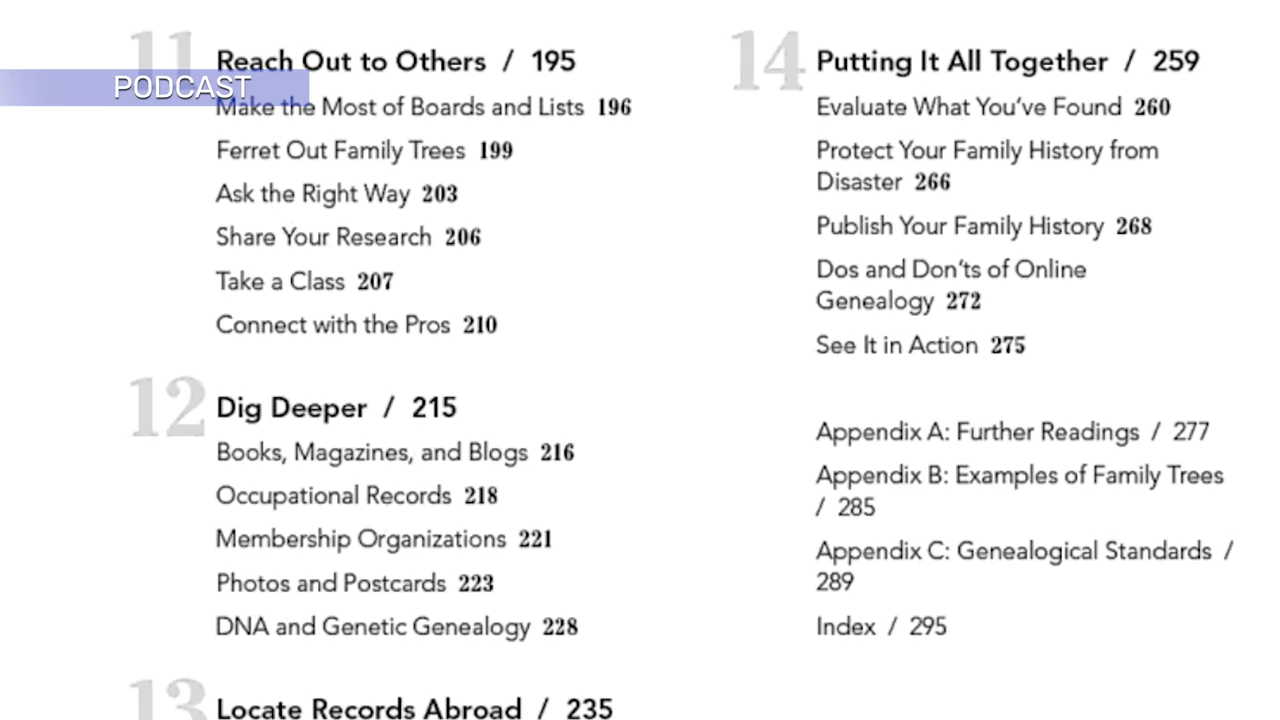 11
Reach Out to Others / 195
PODCAST
Make the Most of Boards and Lists 196
Ferret Out Family Trees 199
Ask the Right Way 203
Share Your Research 206
Take a Class 207
Connect with the Pros 210
12
Dig Deeper / 215
Books, Magazines, and Blogs 216
Occupational Records 218
Membership Organizations 221
Photos and Postcards 223
DNA and Genetic Genealogy 228
13
Locate Records Abroad / 235
14
Putting It All Together / 259
Evaluate What You’ve Found 260
Protect Your Family History from
Disaster 266
Publish Your Family History 268
Dos and Don’ts of Online
Genealogy 272
See It in Action 275
Appendix A: Further Readings / 277
Appendix B: Examples of Family Trees
/ 285
Appendix C: Genealogical Standards /
289
Index / 295